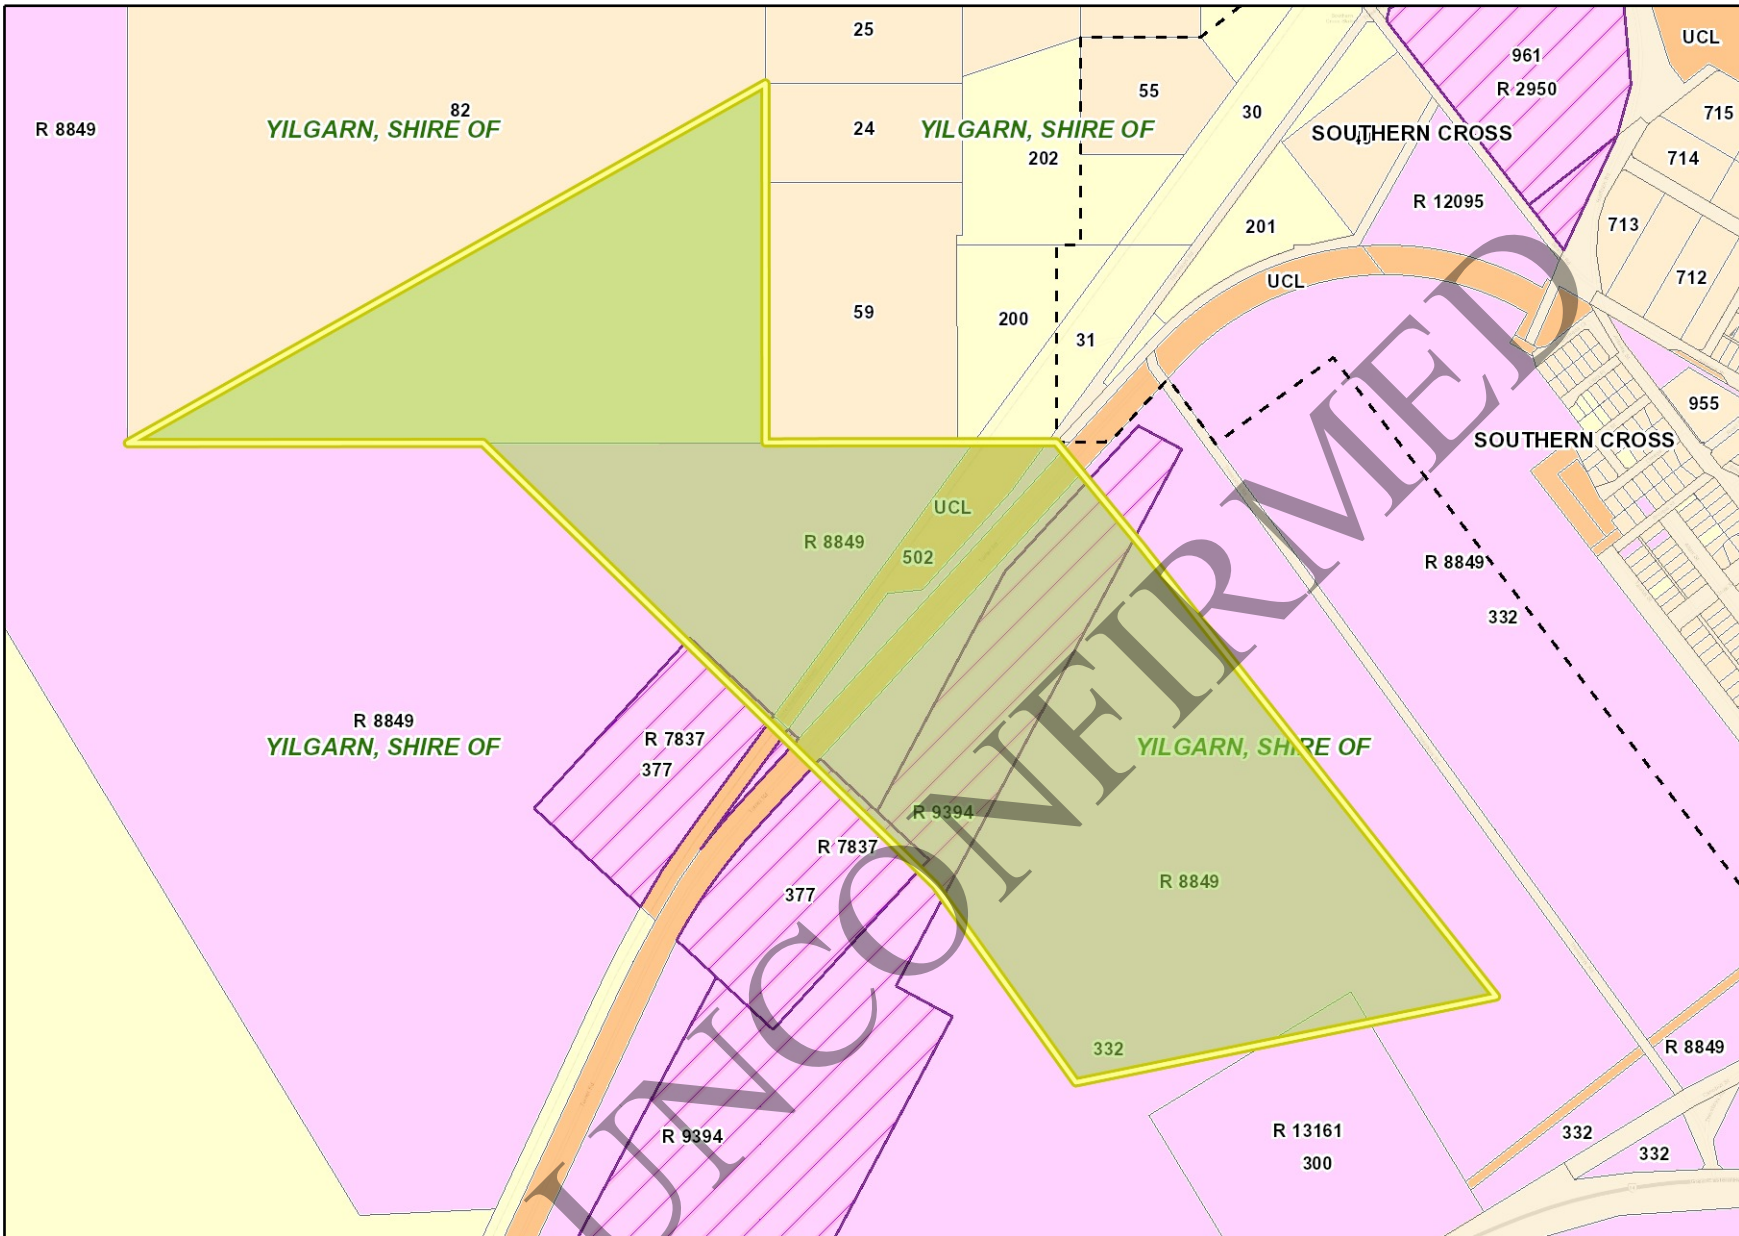 25
UCL
961
R 2950
55
82
30
715
R 8849
YILGARN, SHIRE OF
24
YILGARN, SHIRE OF
SOUTHERN CROSS
202
714
R 12095
201
713
UCL
712
59
200
31
955
SOUTHERN CROSS
UCL
R 8849
502
R 8849
332
R 8849
YILGARN, SHIRE OF
R 7837
377
YILGARN, SHIRE OF
R 9394
R 7837
377
R 8849
332
R 8849
R 9394
R 13161
300
332
332
UNCONFIRMED